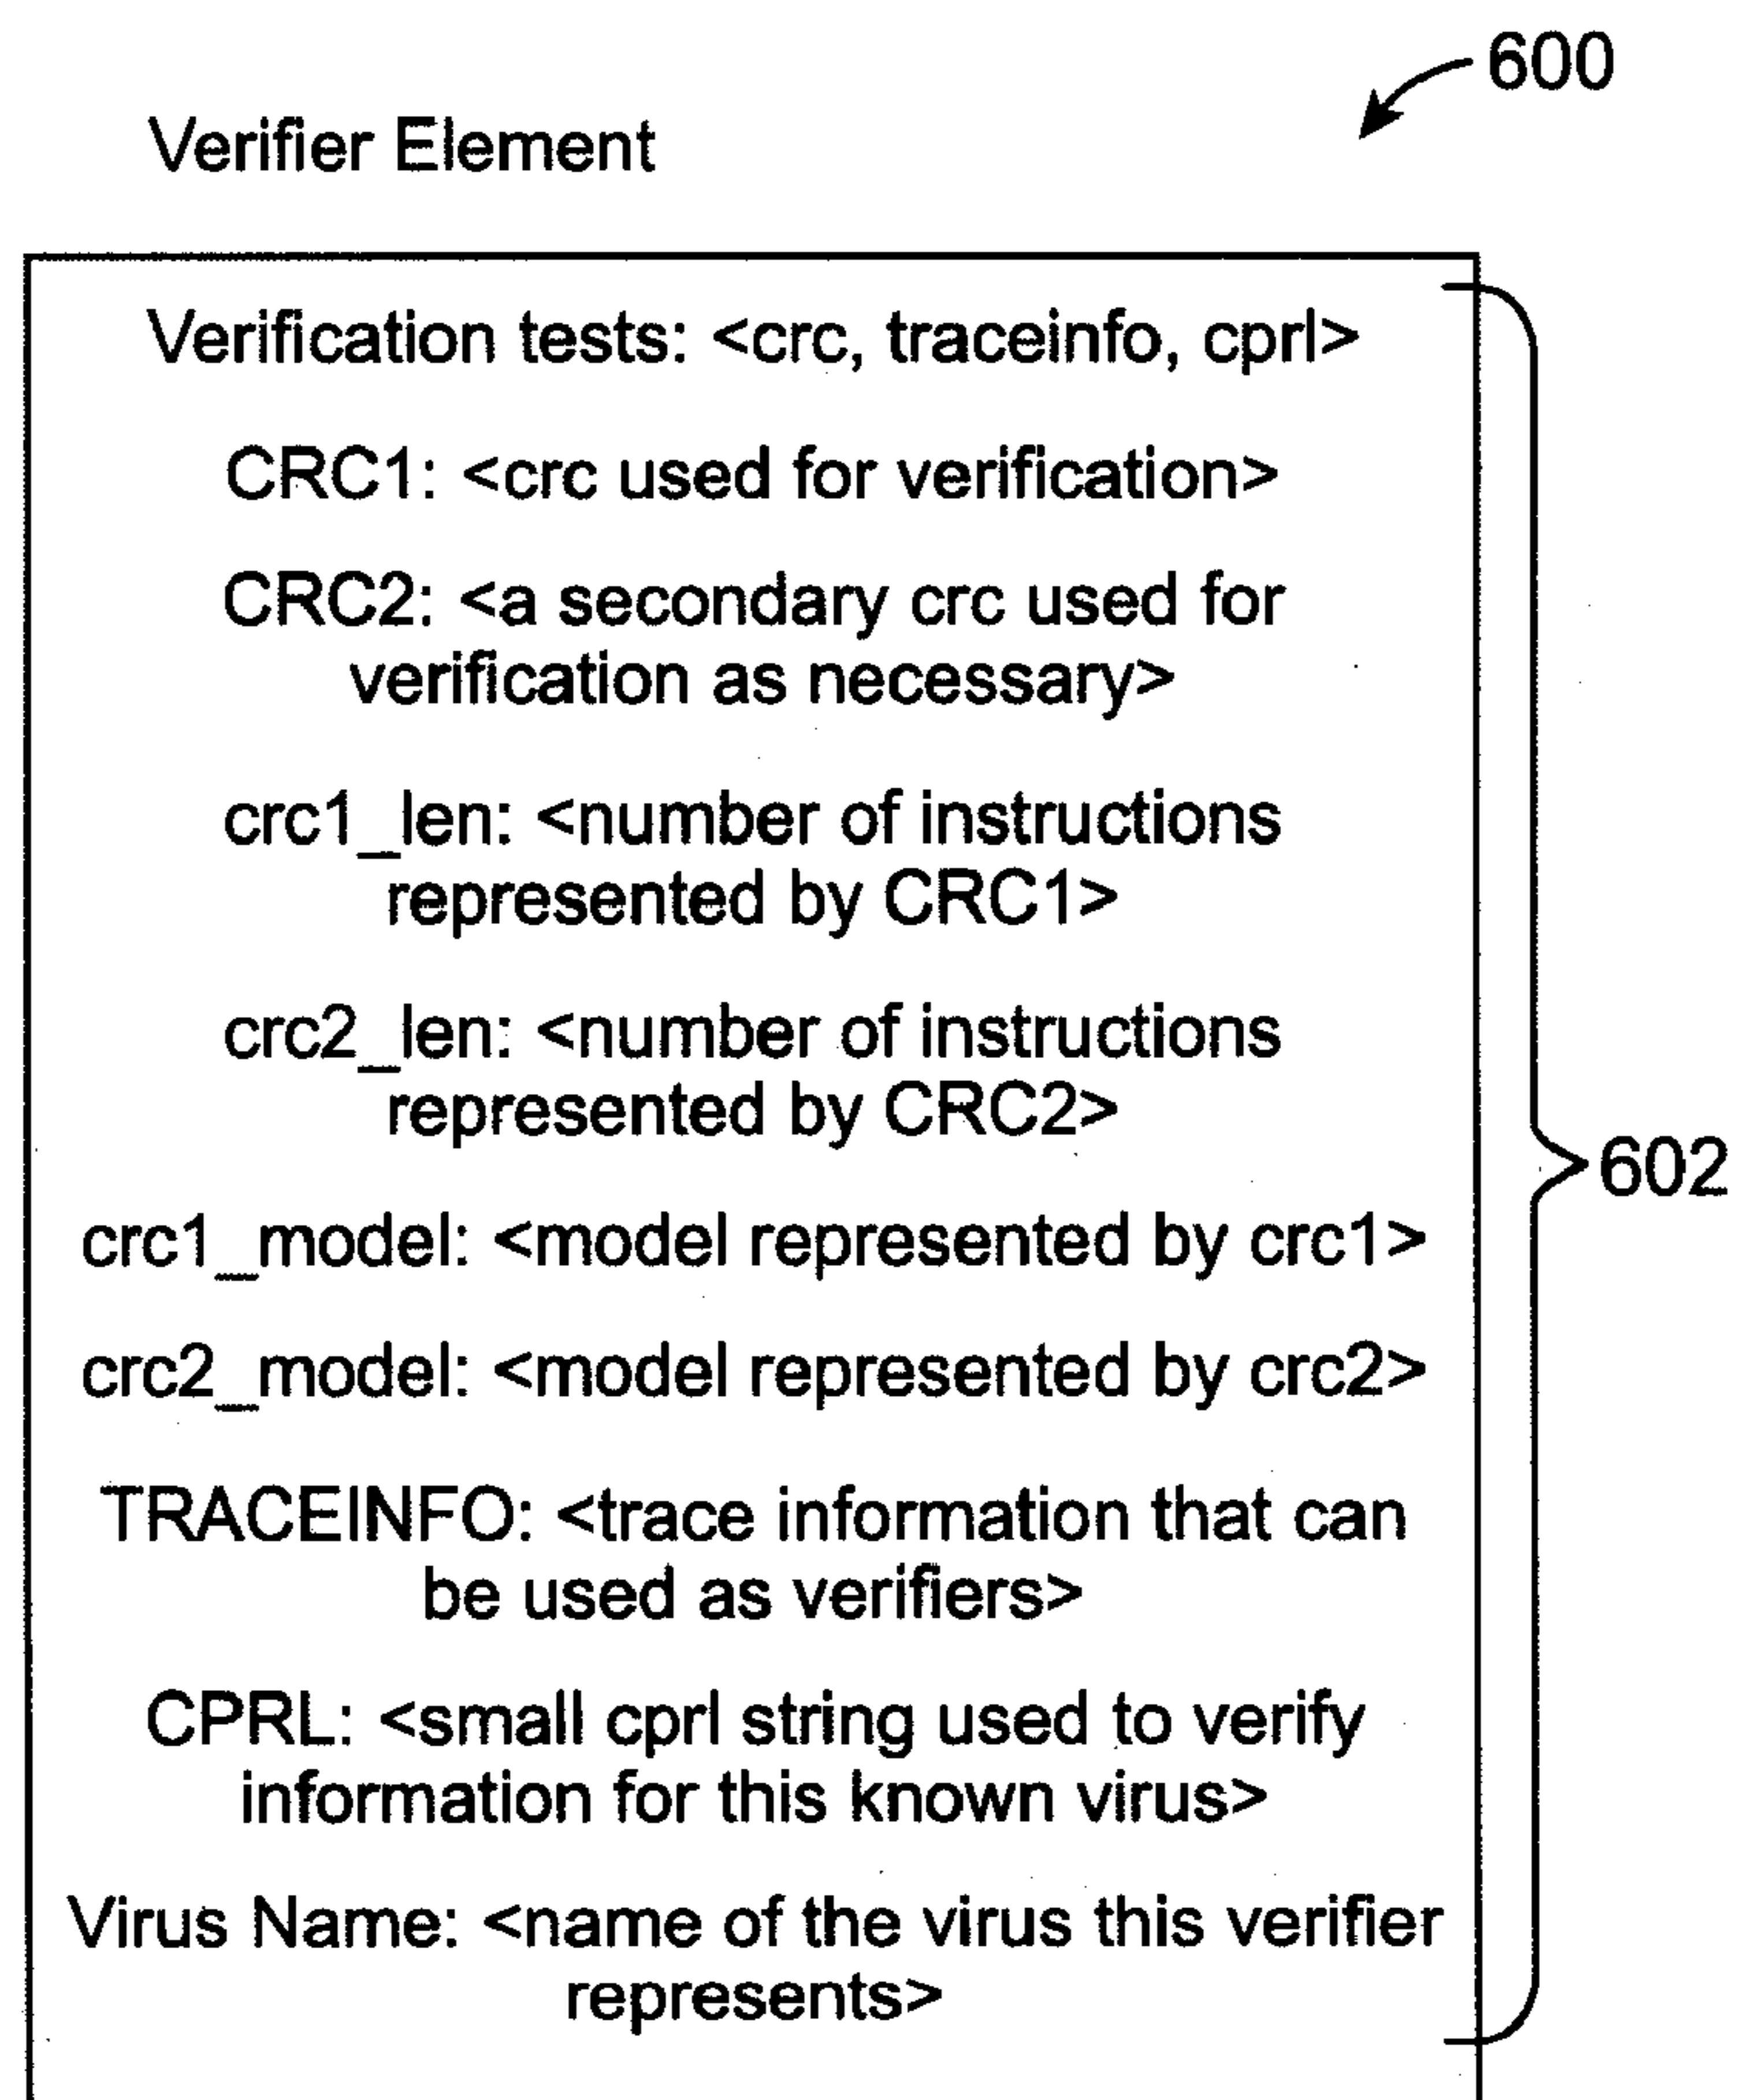 600
Verifier Element
Verification tests: <crc, traceinfo, cprl>
CRC1: <crc used for verification>
CRC2: <a secondary crc used for
verification as necessary>
crc1_len: <number of instructions
represented by CRC1>
crc2_len: <number of instructions
represented by CRC2>
602
crc1_model: <model represented by crc1>
crc2_model: <model represented by crc2>
TRACEINFO: <trace information that can
be used as verifiers>
CPRL: <small cprl string used to verify
information for this known virus>
Virus Name: <name of the virus this verifier
represents>